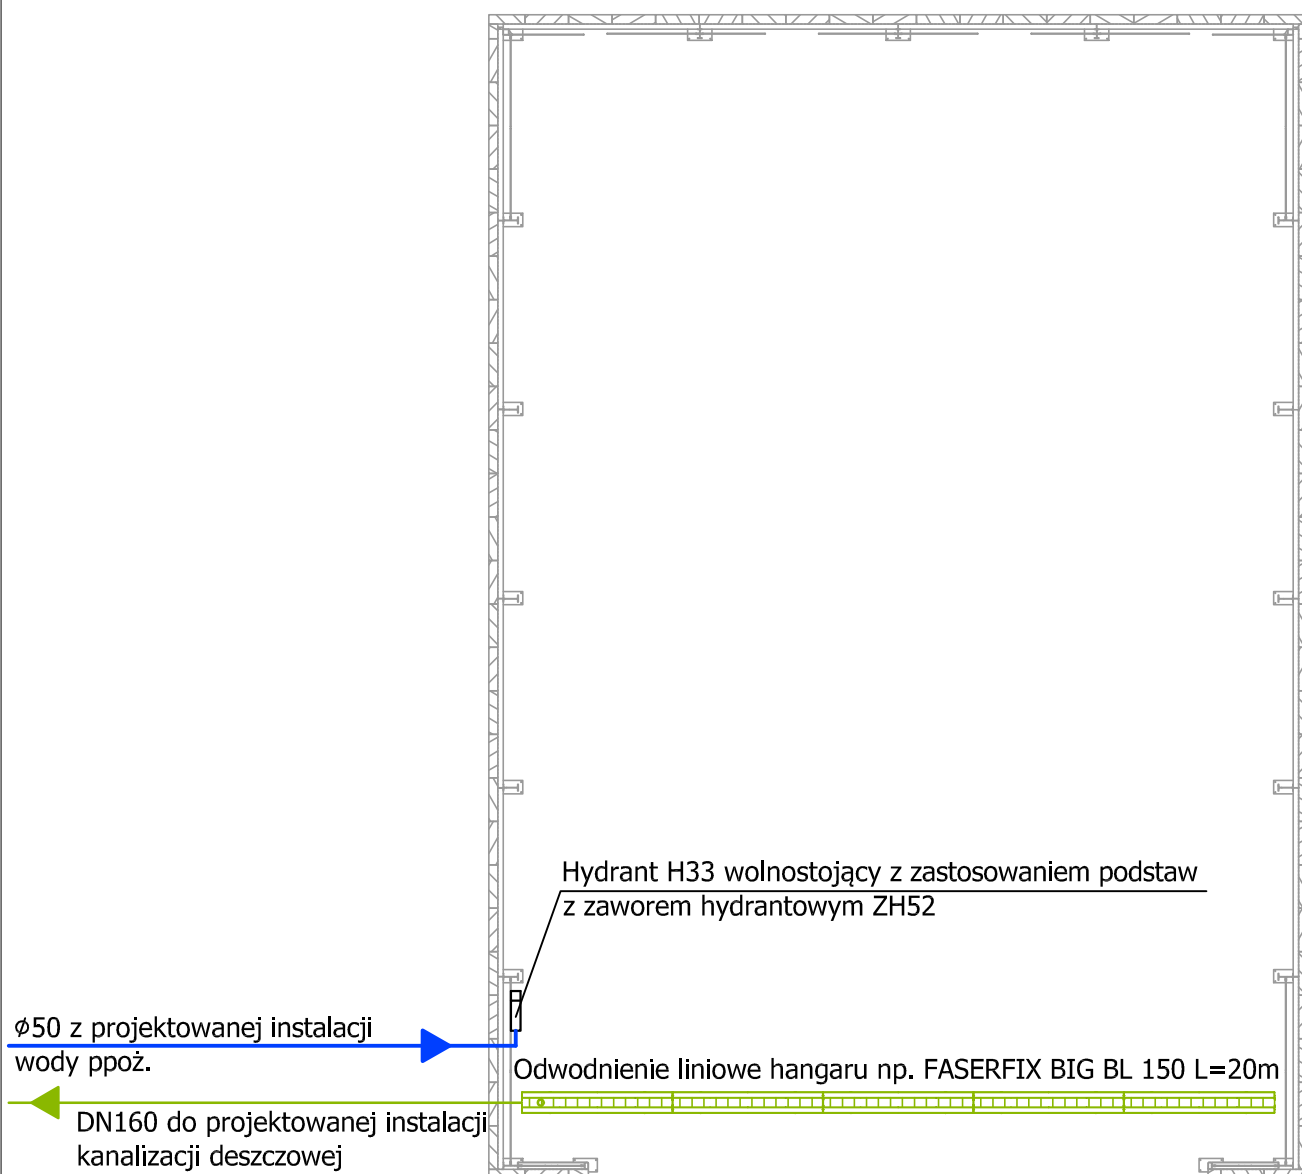 Hydrant H33 wolnostojący z zastosowaniem podstaw
z zaworem hydrantowym ZH52
ø50 z projektowanej instalacji
wody ppoż.
Odwodnienie liniowe hangaru np. FASERFIX BIG BL 150 L=20m
DN160 do projektowanej instalacji
kanalizacji deszczowej